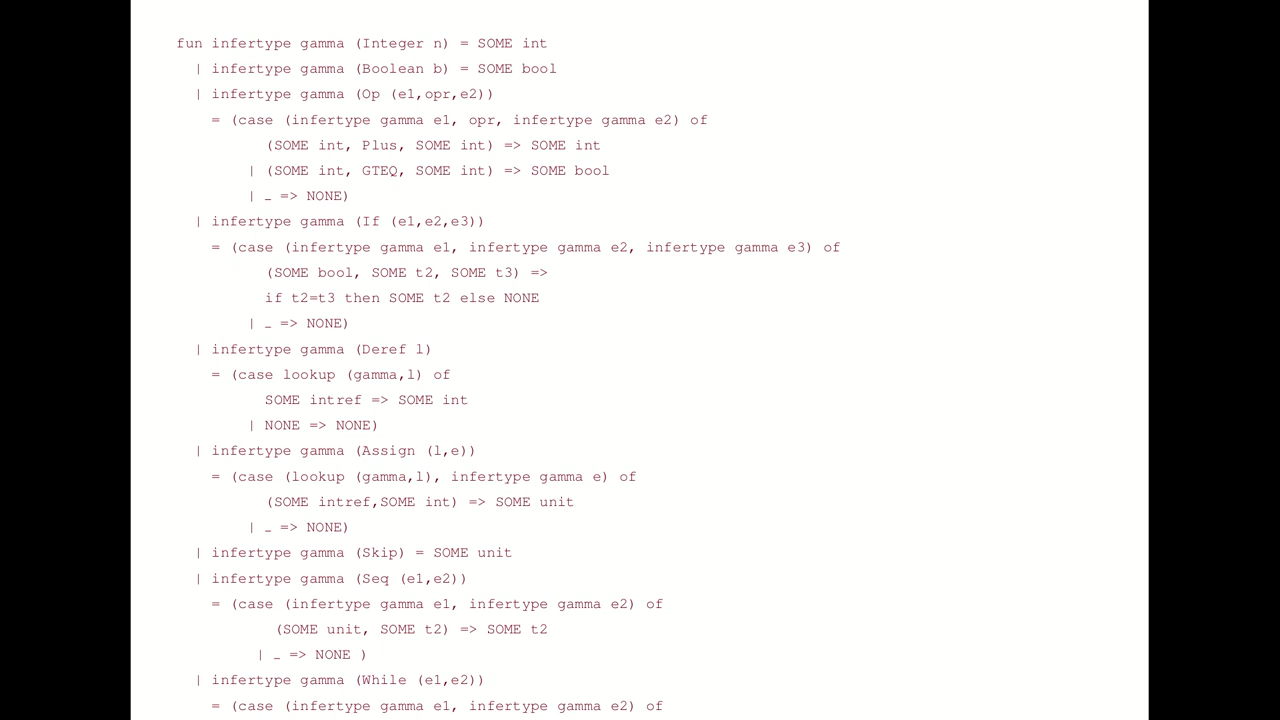 fun infertype gamma (Integer n) = SOME int
| infertype gamma (Boolean b) = SOME bool
| infertype gamma (Op (e1,opr,e2))
= (case (infertype gamma e1, opr, infertype gamma e2) of
(SOME int, Plus, SOME int) => SOME int
| (SOME int, GTEQ, SOME int) => SOME bool
| _ => NONE)
| infertype gamma (If (e1,e2,e3))
= (case (infertype gamma e1, infertype gamma e2, infertype gamma e3) of
(SOME bool, SOME t2, SOME t3) =>
if t2=t3 then SOME t2 else NONE
| _ => NONE)
| infertype gamma (Deref l)
= (case lookup (gamma,l) of
SOME intref => SOME int
| NONE => NONE)
| infertype gamma (Assign (l,e))
= (case (lookup (gamma,l), infertype gamma e) of
(SOME intref,SOME int) => SOME unit
| _ => NONE)
| infertype gamma (Skip) = SOME unit
| infertype gamma (Seq (e1,e2))
= (case (infertype gamma e1, infertype gamma e2) of
(SOME unit, SOME t2) => SOME t2
| _ => NONE )
| infertype gamma (While (e1,e2))
= (case (infertype gamma e1, infertype gamma e2) of